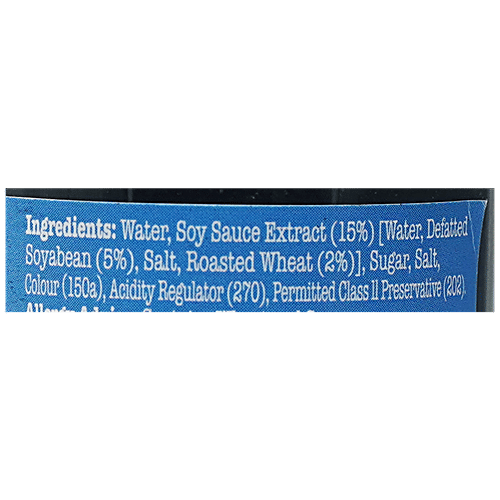 Ingredients: Water, Soy Sauce Extract (15%) [Water, Defatted
Soyabean (5%), Salt, Roasted Wheat (2%)], Sugar, Salt,
Colour (150a), Acidity Regulator (270), Permitted Class II Preservative (202).